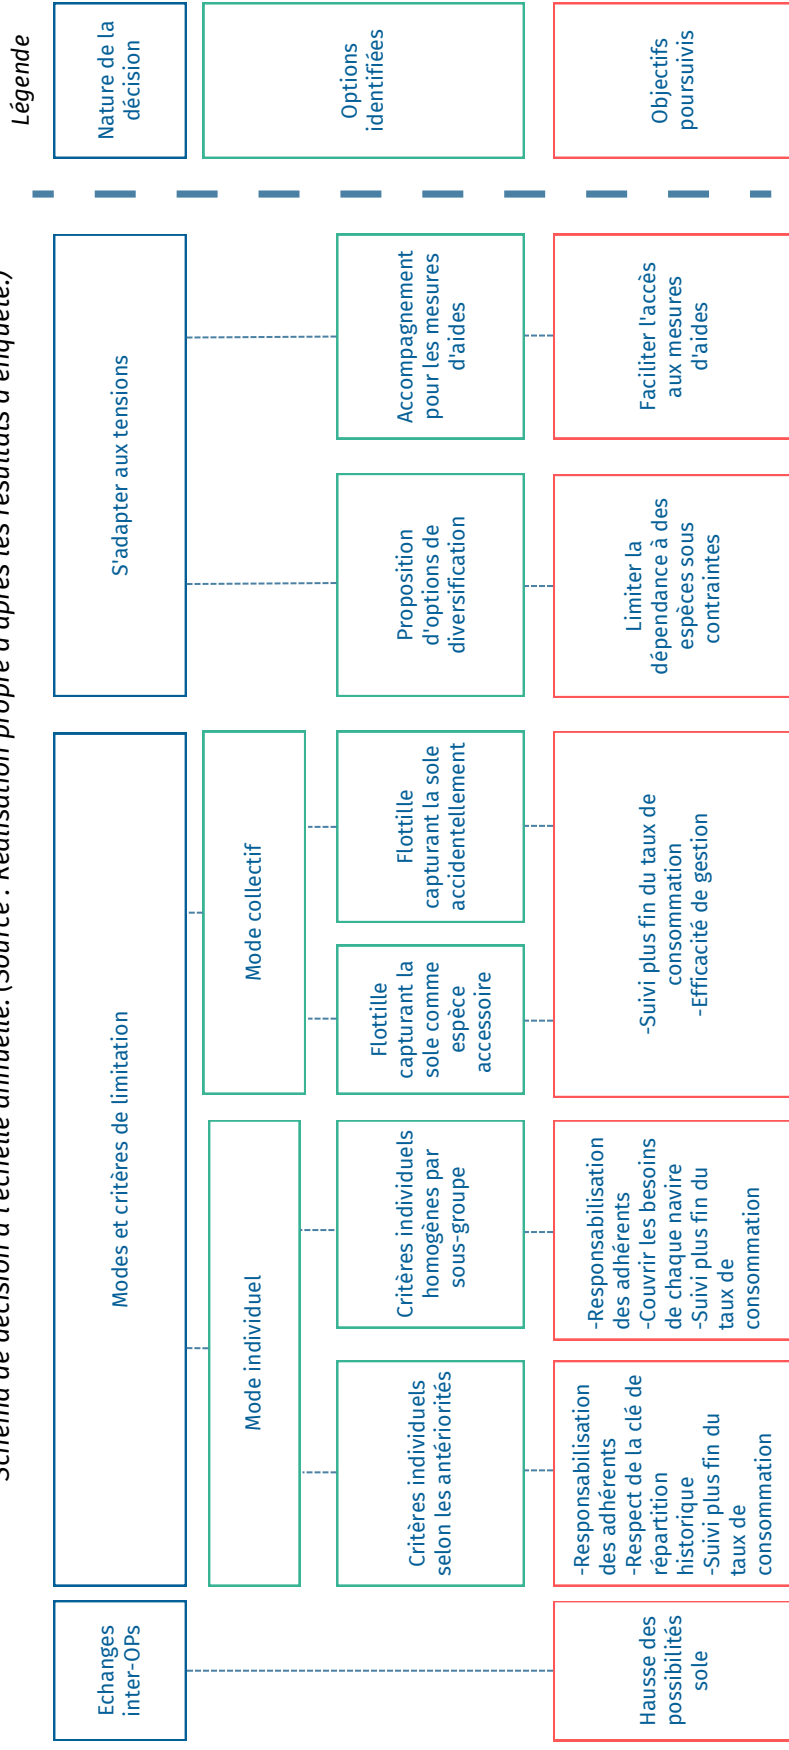 Schéma de décision à l'échelle annuelle. (Source : Réalisation propre d'après les résultats d'enquête.)
Echanges
inter-OPs
Modes et critères de limitation
S'adapter aux tensions
Mode individuel
Mode collectif
Critères individuels
selon les antériorités
Critères individuels
homogènes par
sous-groupe
Flottille
capturant la
sole comme
espèce
accessoire
Flottille
capturant la sole
accidentellement
Proposition
d'options de
diversification
Accompagnement
pour les mesures
d'aides
Hausse des
possibilités
sole
-Responsabilisation
des adhérents
-Respect de la clé de
répartition
historique
-Suivi plus fin du
taux de
consommation
-Responsabilisation
des adhérents
-Couvrir les besoins
de chaque navire
-Suivi plus fin du
taux de
consommation
-Suivi plus fin du taux de
consommation
-Efficacité de gestion
Limiter la
dépendance à des
espèces sous
contraintes
Faciliter l'accès
aux mesures
d'aides
Légende
Nature de la
décision
Options
identifiées
Objectifs
poursuivis